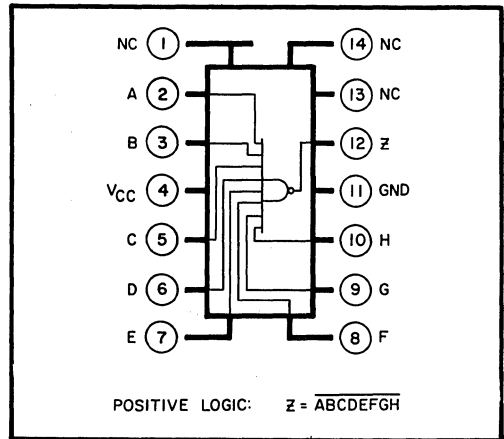 NC 1 14 NC
A 2 13 NC
B 3 12 Z
VCC 4 11 GND
C 5 10 H
D 6 9 G
E 7 8 F
POSITIVE LOGIC: Z = ABCDEFGH